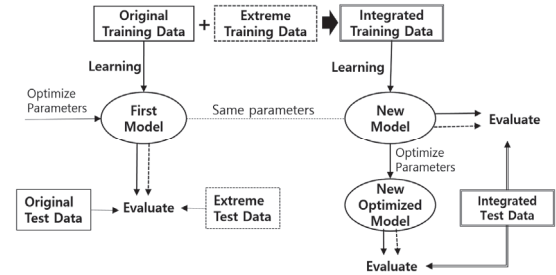 Original
Training Data
+
Extreme
Training Data
Integrated
Training Data
Learning
Learning
Optimize
Parameters
First
Model
Same parameters
New
Model
Evaluate
Optimize
Parameters
Original
Test Data
Evaluate
Extreme
Test Data
New
Optimized
Model
Integrated
Test Data
Evaluate